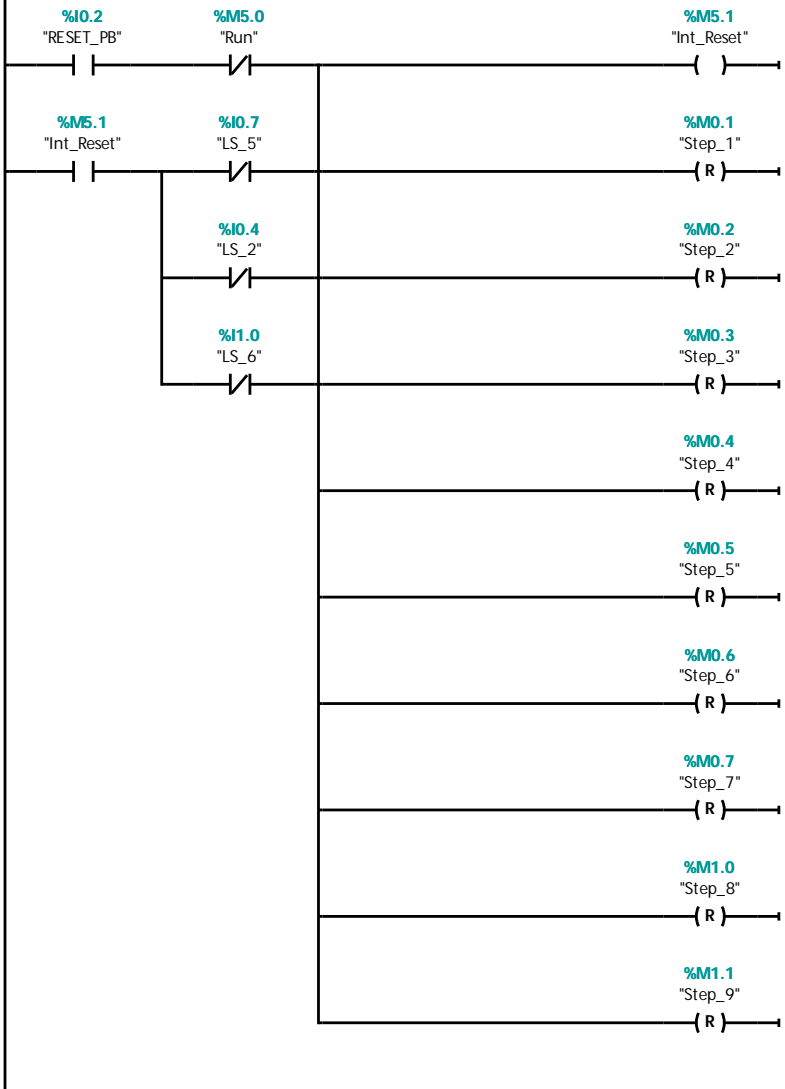 %I0.2 %M5.0 %M5.1
"RESET_PB" "Run" "Int_Reset"
%M5.1 %I0.7 %M0.1
"Int_Reset" "LS_5" "Step_1"
R
%I0.4 %M0.2
"LS_2" "Step_2"
R
%I1.0 %M0.3
"LS_6" "Step_3"
R
%M0.4
"Step_4"
R
%M0.5
"Step_5"
R
%M0.6
"Step_6"
R
%M0.7
"Step_7"
R
%M1.0
"Step_8"
R
%M1.1
"Step_9"
R